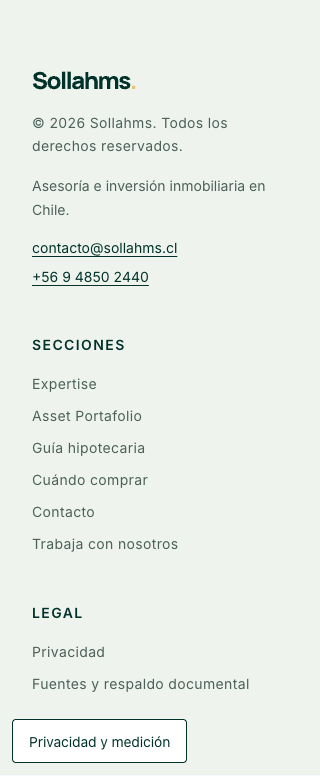 Sollahms.
© 2026 Sollahms. Todos los
derechos reservados.
Asesoría e inversión inmobiliaria en
Chile.
contacto@sollahms.cl
+56 9 4850 2440
SECCIONES
Expertise
Asset Portafolio
Guía hipotecaria
Cuándo comprar
Contacto
Trabaja con nosotros
LEGAL
Privacidad
Fuentes y respaldo documental
Privacidad y medición